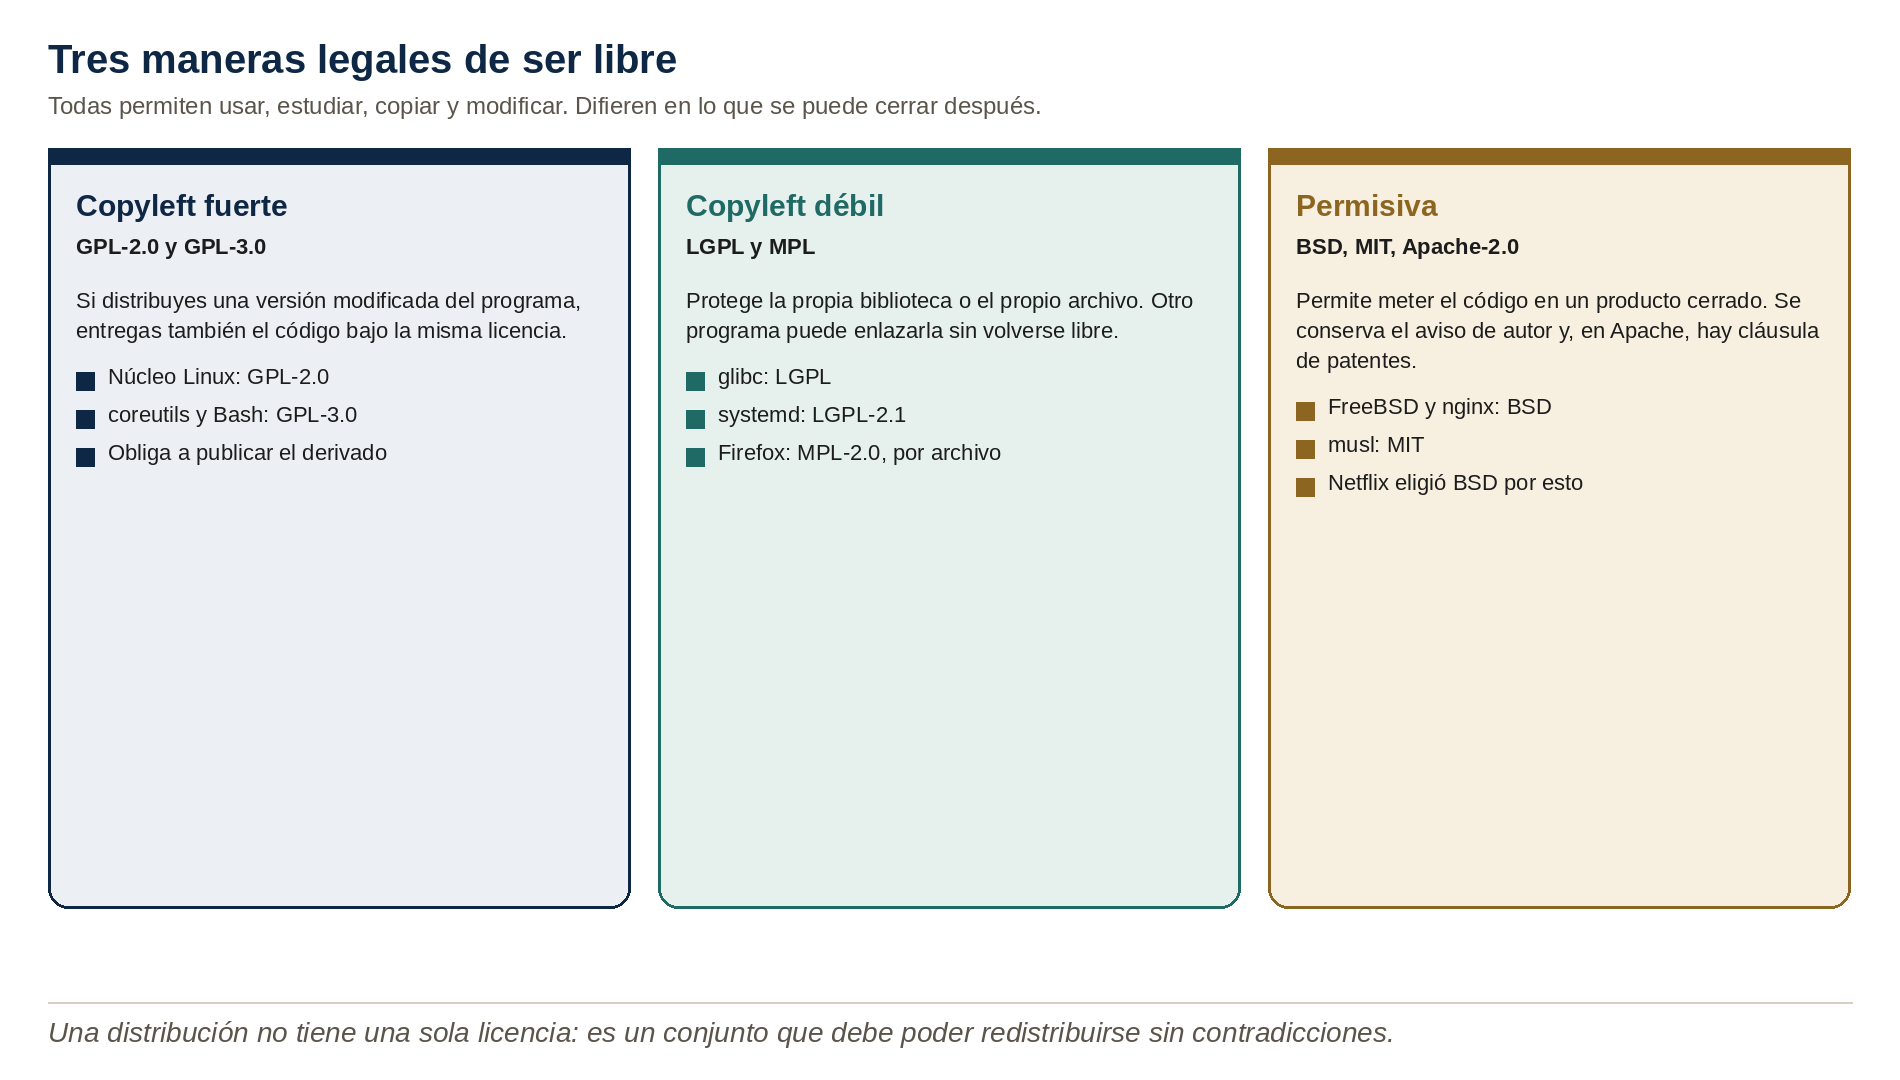 Tres maneras legales de ser libre
Todas permiten usar, estudiar, copiar y modificar. Difieren en lo que se puede cerrar después.
Copyleft fuerte
GPL-2.0 y GPL-3.0
Si distribuyes una versión modificada del programa,
entregas también el código bajo la misma licencia.
Núcleo Linux: GPL-2.0
coreutils y Bash: GPL-3.0
Obliga a publicar el derivado
Copyleft débil
LGPL y MPL
Protege la propia biblioteca o el propio archivo. Otro
programa puede enlazarla sin volverse libre.
glibc: LGPL
systemd: LGPL-2.1
Firefox: MPL-2.0, por archivo
Permisiva
BSD, MIT, Apache-2.0
Permite meter el código en un producto cerrado. Se
conserva el aviso de autor y, en Apache, hay cláusula
de patentes.
FreeBSD y nginx: BSD
musl: MIT
Netflix eligió BSD por esto
Una distribución no tiene una sola licencia: es un conjunto que debe poder redistribuirse sin contradicciones.